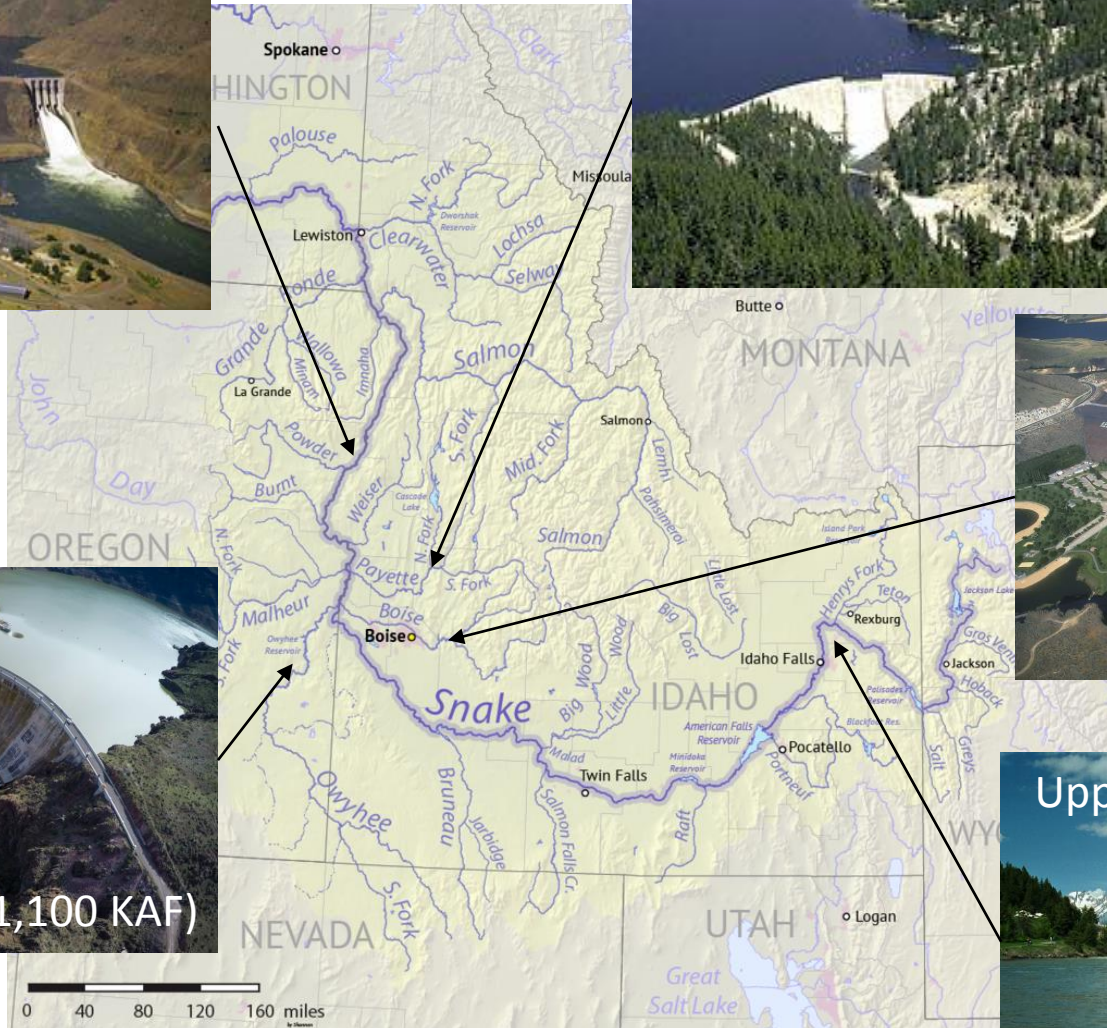 Spokane
Clark
HINGTON
Palouse
Missoula
N. Fork
Dworshak
Reservoir
Lewiston
Clearwater
Lochsa
Selway
onde
Butte
Yellowst
MONTANA
Grande
Wallowa
Minam
Imnaha
Salmon
John
La Grande
Salmon
S. Fork
Mid. Fork
Lemhi
Powder
Day
Burnt
Weiser
Cascade
Lake
Pahsimeroi
Island Park
OREGON
N. Fork
N. Fork
Salmon
Payette
S. Fork
Little Lost
Henrys Fork
Teton
Jackson Lake
Malheur
Boise
Boise
Big
Lost
Rexburg
Owyhee
Reservoir
S. Fork
Big
Wood
Little
Wood
Idaho Falls
Gros Ven
Jackson
Hoback
Snake
IDAHO
Palisades
Reservoir
American Falls
Reservoir
Blackfoot Res.
Malad
Minidoka
Reservoir
Pocatello
Portneuf
Salt
Greys
Twin Falls
Owyhee
Bruneau
Jarbidge
Salmon Falls Cr.
Raft
Upp
WYO
1,100 KAF)
S. Fork
NEVADA
UTAH
Logan
Great
Salt Lake
0 40 80 120 160 miles